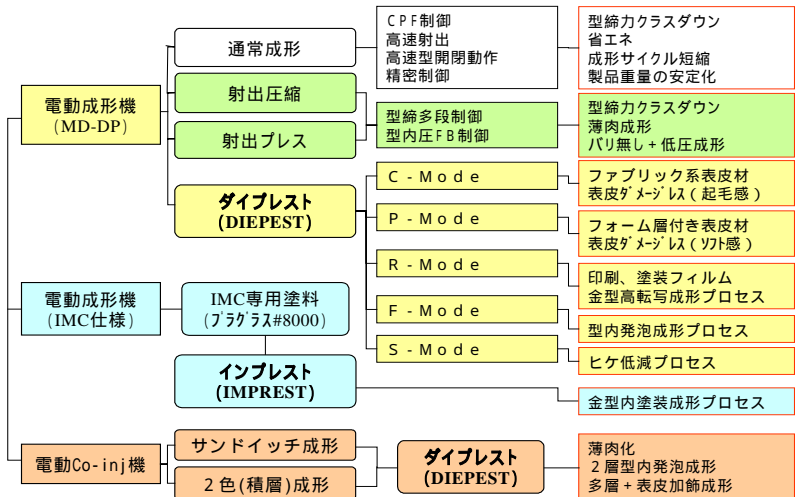 通常成形
CPF制御
高速射出
高速型開閉動作
精密制御
型締力クラスダウン
省エネ
成形サイクル短縮
製品重量の安定化
電動成形機
(MD-DP)
射出圧縮
射出プレス
型締多段制御
型内圧FB制御
型締力クラスダウン
薄肉成形
バリ無し+低圧成形
ダイプレスト
(DIEPEST)
C-Mode
ファブリック系表皮材
表皮ダメージレス(起毛感)
P-Mode
フォーム層付き表皮材
表皮ダメージレス(ソフト感)
R-Mode
印刷、塗装フィルム
金型高転写成形プロセス
F-Mode
型内発泡成形プロセス
S-Mode
ヒケ低減プロセス
電動成形機
(IMC仕様)
IMC専用塗料
(プラグラス#8000)
インプレスト
(IMPREST)
金型内塗装成形プロセス
電動Co-inj機
サンドイッチ成形
2色(積層)成形
ダイプレスト
(DIEPEST)
薄肉化
2層型内発泡成形
多層+表皮加飾成形